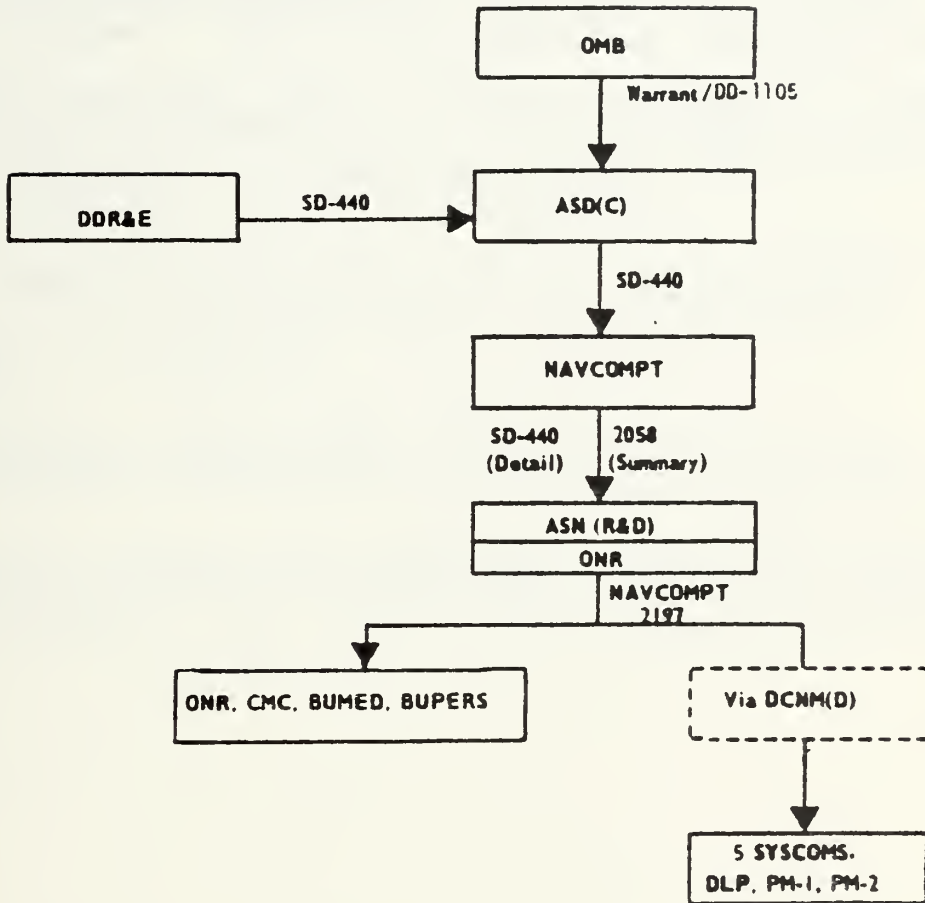 OMB
Warrant/DD-1105
DDR&E
SD-440
ASD(C)
SD-440
NAVCOMPT
SD-440 2058
(Detail) (Summary)
ASN (R&D)
ONR
NAVCOMPT
2197
ONR, CMC, BUMED, BUPERS
Via DCNM(D)
5 SYSCOMS.
DLP, PM-1, PM-2